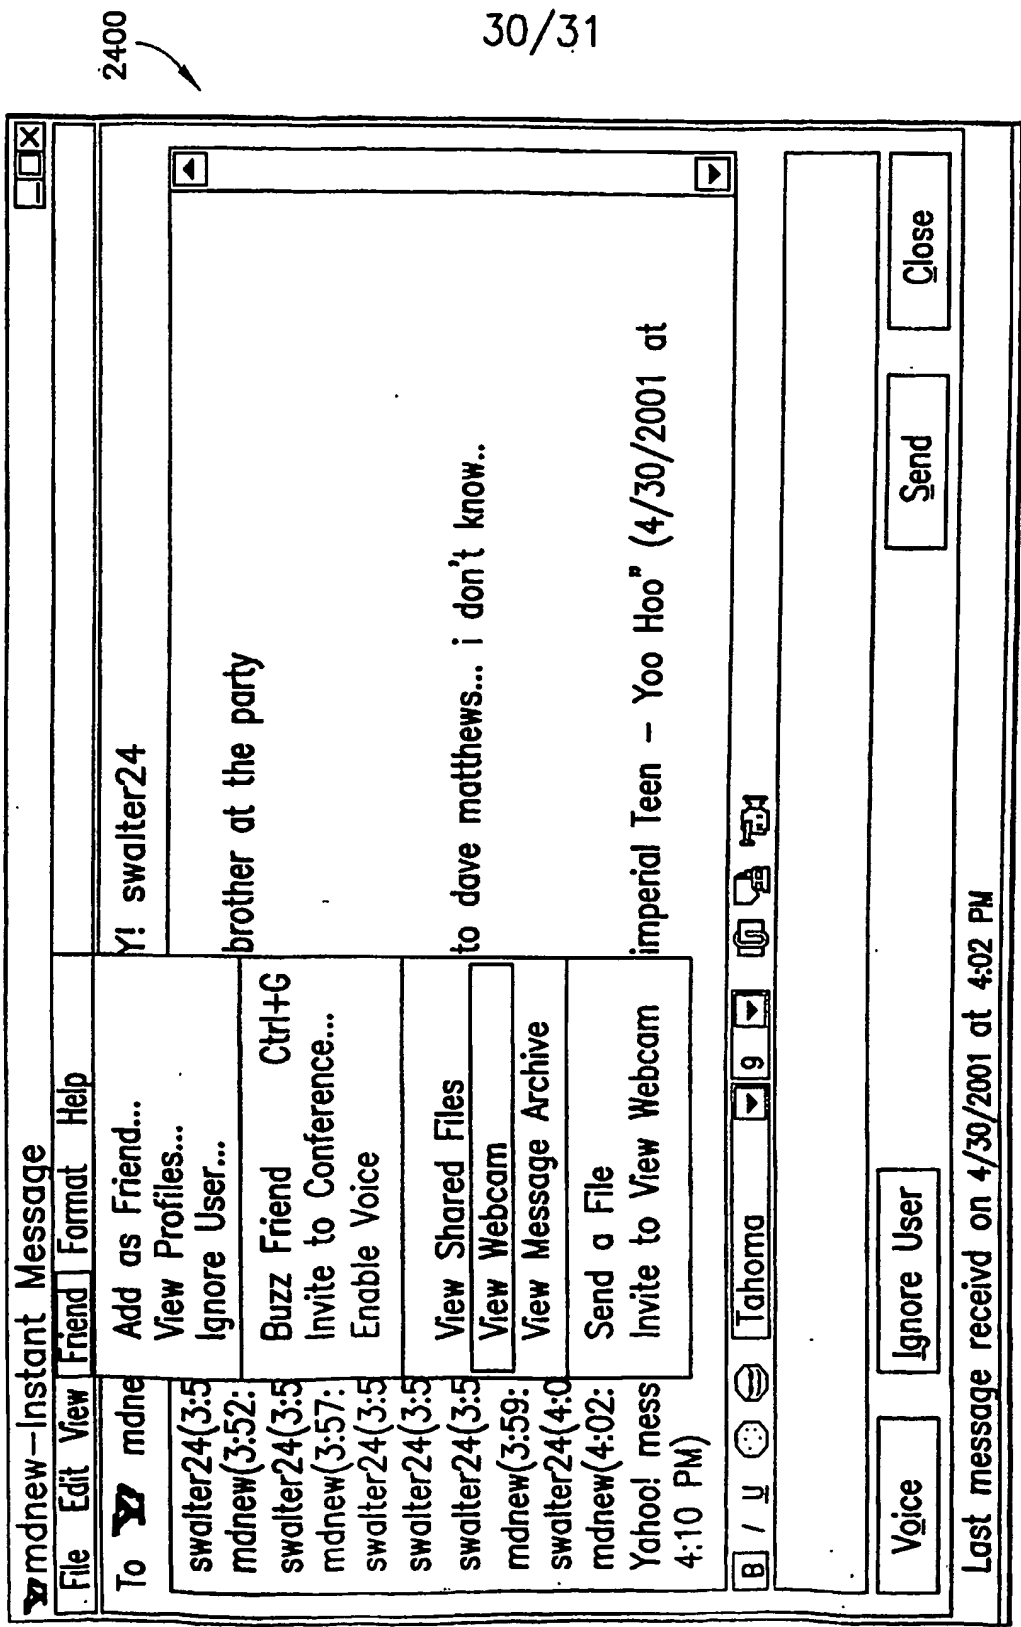 30/31
2400
mdnew-Instant Message
File Edit View Friend Format Help
To mdne
Y! swalter24
Add as Friend...
View Profiles...
Ignore User...
Buzz Friend Ctrl+G
Invite to Conference...
Enable Voice
View Shared Files
View Webcam
View Message Archive
Send a File
Invite to View Webcam
swalter24(3:5
mdnew(3:52: brother at the party
swalter24(3:5
mdnew(3:57:
swalter24(3:5
swalter24(3:5
swalter24(3:5 to dave matthews... i don't know..
mdnew(3:59:
swalter24(4:0
mdnew(4:02:
Yahoo! mess imperial Teen - Yoo Hoo" (4/30/2001 at
4:10 PM)
B / U Tahoma 9
Voice Ignore User Send Close
Last message receivd on 4/30/2001 at 4:02 PM